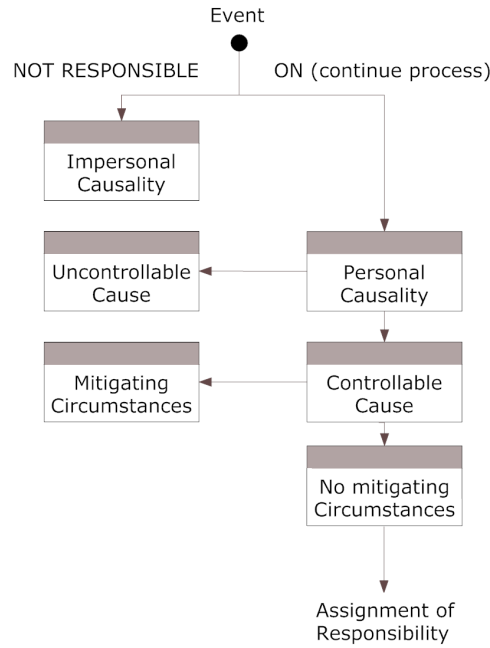 Event
NOT RESPONSIBLE
ON (continue process)
Impersonal
Causality
Uncontrollable
Cause
Personal
Causality
Mitigating
Circumstances
Controllable
Cause
No mitigating
Circumstances
Assignment of
Responsibility